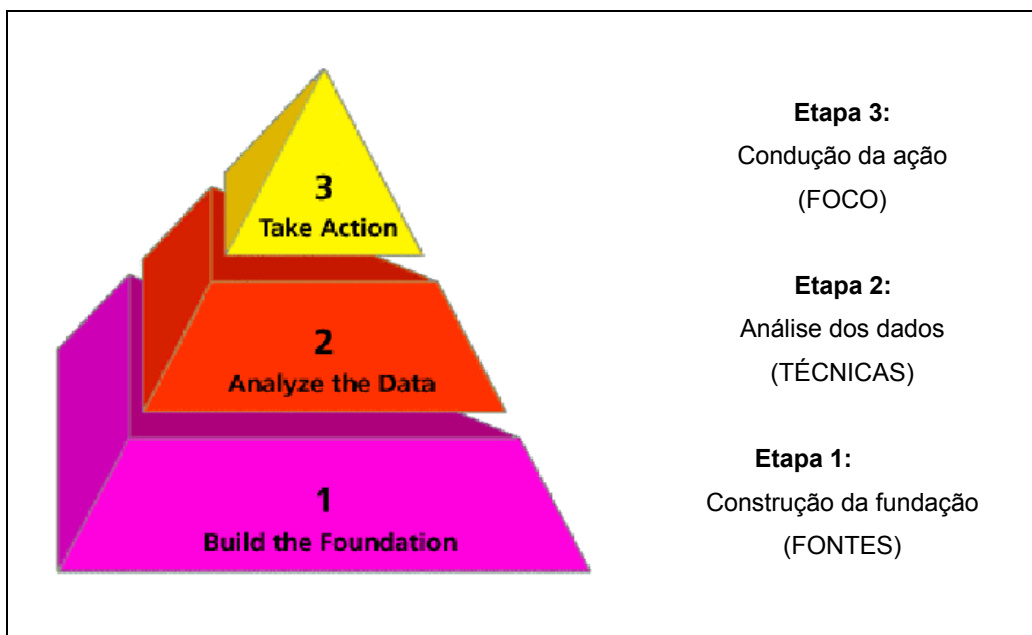 3
Take Action
2
Analyze the Data
1
Build the Foundation
Etapa 3:
Condução da ação
(FOCO)
Etapa 2:
Análise dos dados
(TÉCNICAS)
Etapa 1:
Construção da fundação
(FONTES)